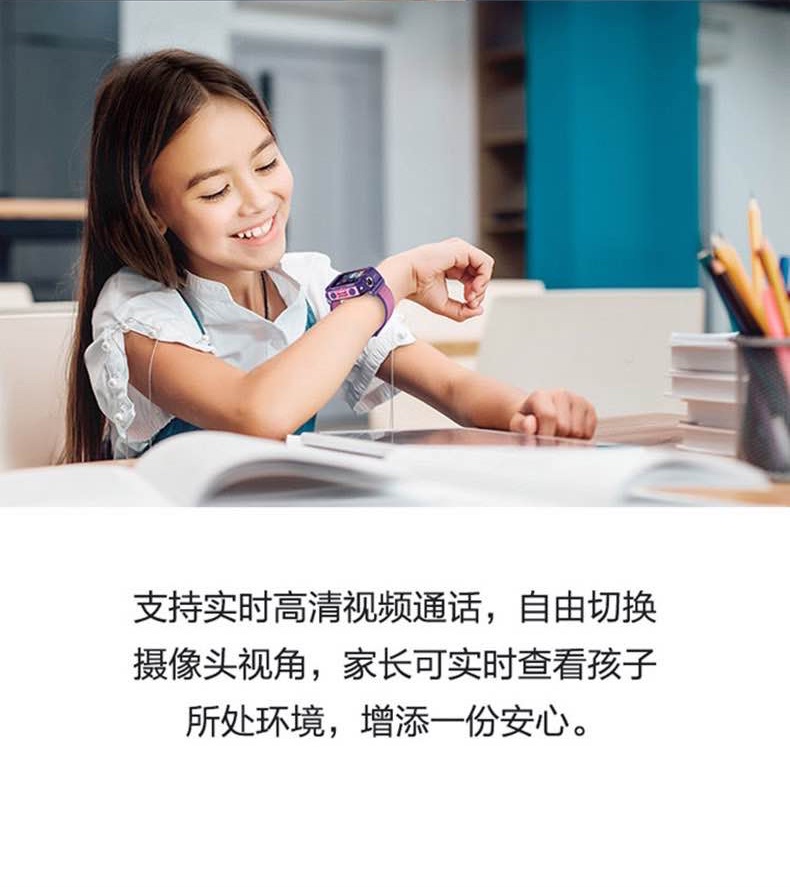 支持实时高清视频通话，自由切换
摄像头视角，家长可实时查看孩子
所处环境，增添一份安心。